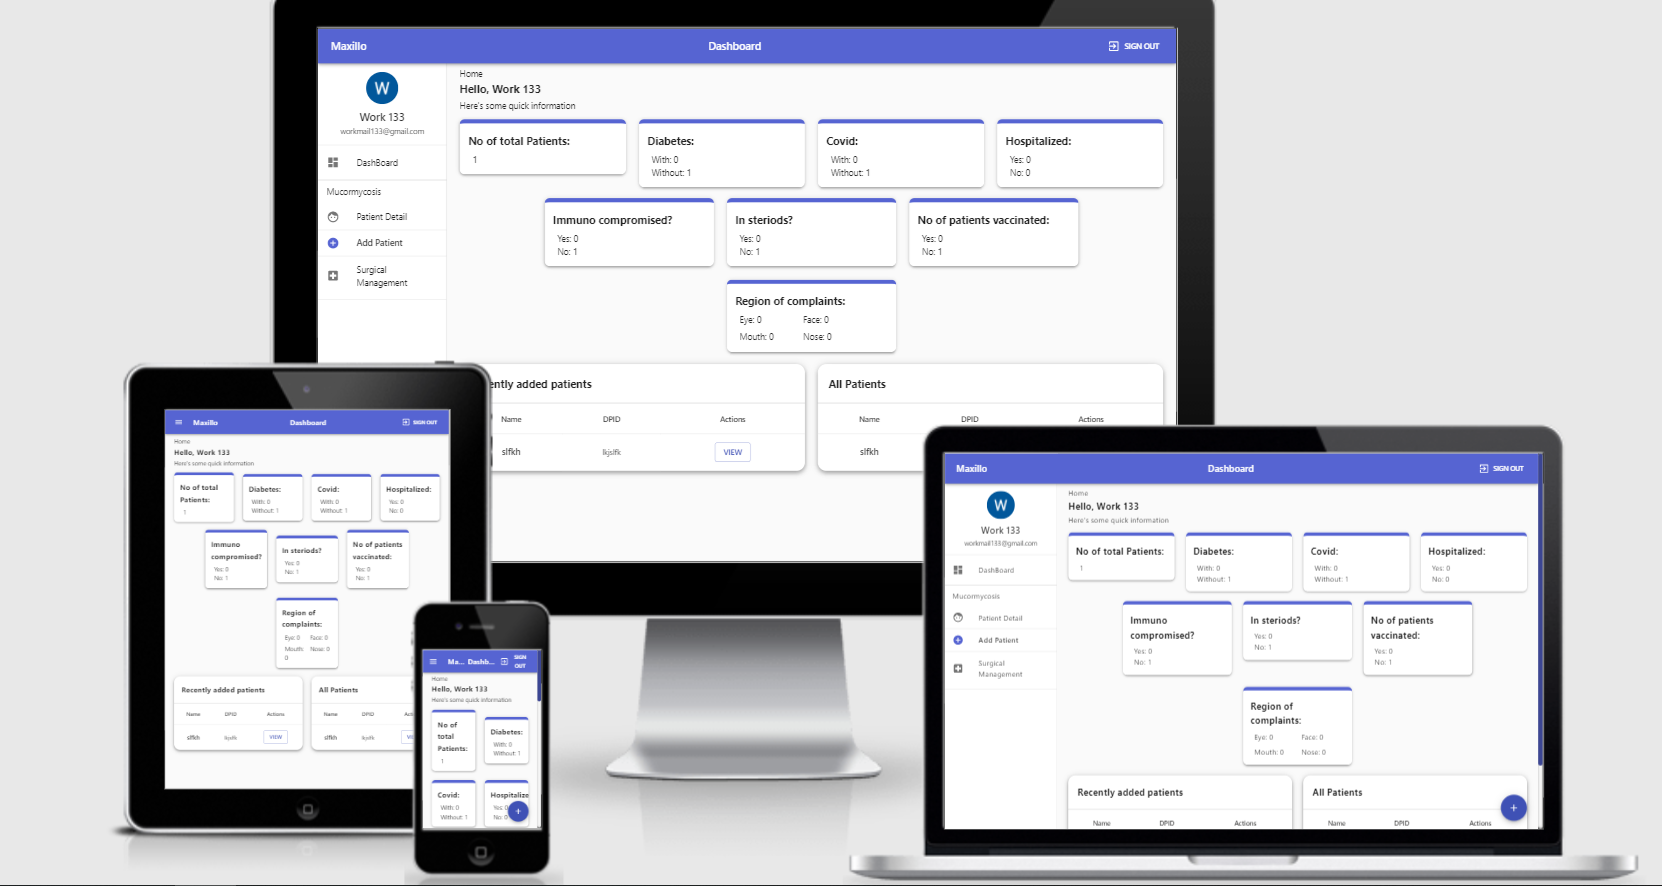 Maxillo Dashboard SIGN OUT
W
Work 133
workmail133@gmail.com
DashBoard
Mucormycosis
Patient Detail
Add Patient
Surgical
Management
Home
Hello, Work 133
Here's some quick information
No of total Patients: Diabetes: Covid: Hospitalized:
1 With: 0 With: 0 Yes: 0
Without: 1 Without: 1 No: 0
Immuno compromised? In steriods? No of patients vaccinated:
Yes: 0 Yes: 0 Yes: 0
No: 1 No: 1 No: 1
Region of complaints:
Eye: 0 Face: 0
Mouth: 0 Nose: 0
ently added patients All Patients
Name DPID Actions Name DPID Actions
slfkh lkjslfk VIEW slfkh
Maxillo Dashboard SIGN OUT
Home
Hello, Work 133
Here's some quick information
No of total Diabetes: Covid: Hospitalized:
Patients: With: 0 With: 0 Yes: 0
1 Without: 1 Without: 1 No: 0
Immuno In steriods? No of patients
compromised? Yes: 0 vaccinated:
Yes: 0 No: 1 Yes: 0
No: 1 No: 1
Region of
complaints:
Eye: 0 Face: 0
Mouth: Nose: 0
0
Recently added patients All Patients
Name DPID Actions Name DPID Acti
slfkh lkjslfk VIEW slfkh lkjslfk VI
Ma... Dashb... SIGN
OUT
Home
Hello, Work 133
Here's some quick information
No of Diabetes:
total With: 0
Patients: Without: 1
1
Covid: Hospitalize
With: 0 Yes: 0
Without: 1 No: 0
+
Maxillo Dashboard SIGN OUT
W
Work 133
workmail133@gmail.com
DashBoard
Mucormycosis
Patient Detail
Add Patient
Surgical
Management
Home
Hello, Work 133
Here's some quick information
No of total Patients: Diabetes: Covid: Hospitalized:
1 With: 0 With: 0 Yes: 0
Without: 1 Without: 1 No: 0
Immuno In steriods? No of patients
compromised? Yes: 0 vaccinated:
Yes: 0 No: 1 Yes: 0
No: 1 No: 1
Region of
complaints:
Eye: 0 Face: 0
Mouth: 0 Nose: 0
Recently added patients All Patients
+
Name DPID Actions Name DPID Actions